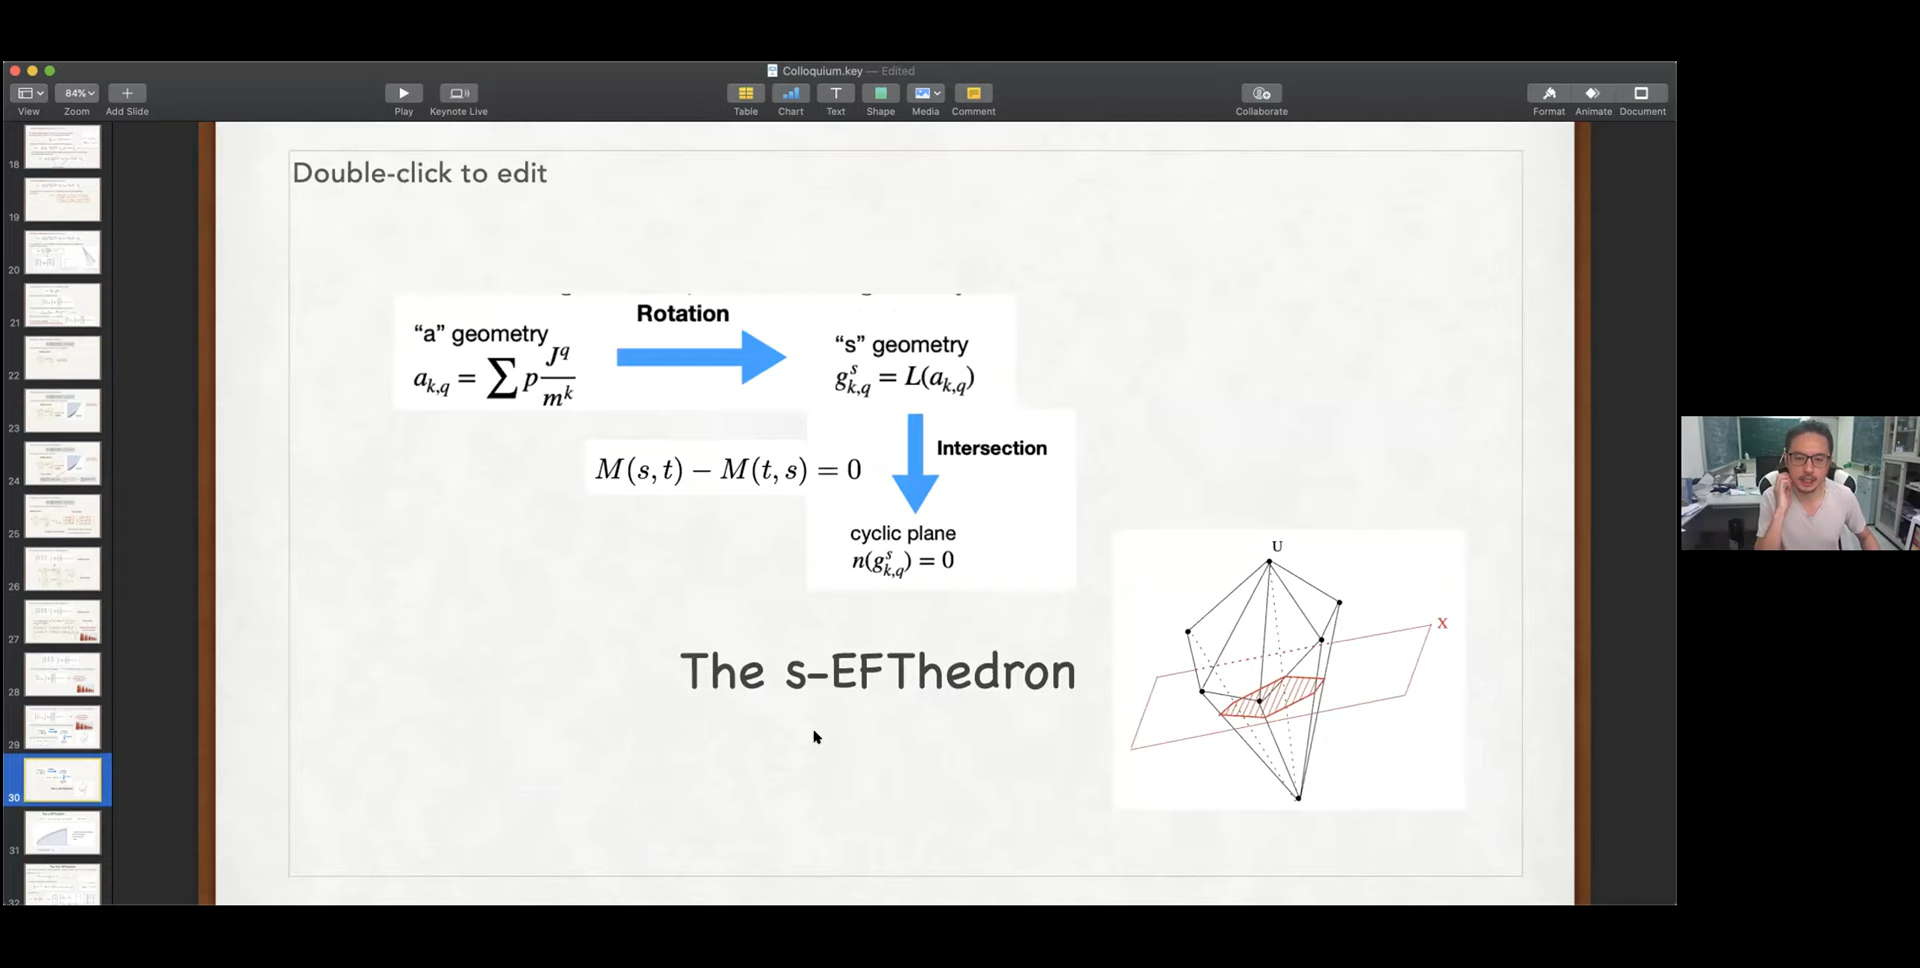 Colloquium.key — Edited
84%
View
Zoom
Add Slide
Play
Keynote Live
Table
Chart
Text
Shape
Media
Comment
Collaborate
Format
Animate
Document
18
19
20
21
22
23
24
25
26
27
28
29
30
31
32
Double-click to edit
Rotation
“a” geometry
a_{k,q} = ∑ p J^q / m^k
“s” geometry
g^s_{k,q} = L(a_{k,q})
Intersection
M(s, t) − M(t, s) = 0
cyclic plane
n(g^s_{k,q}) = 0
The s-EFThedron
U
X